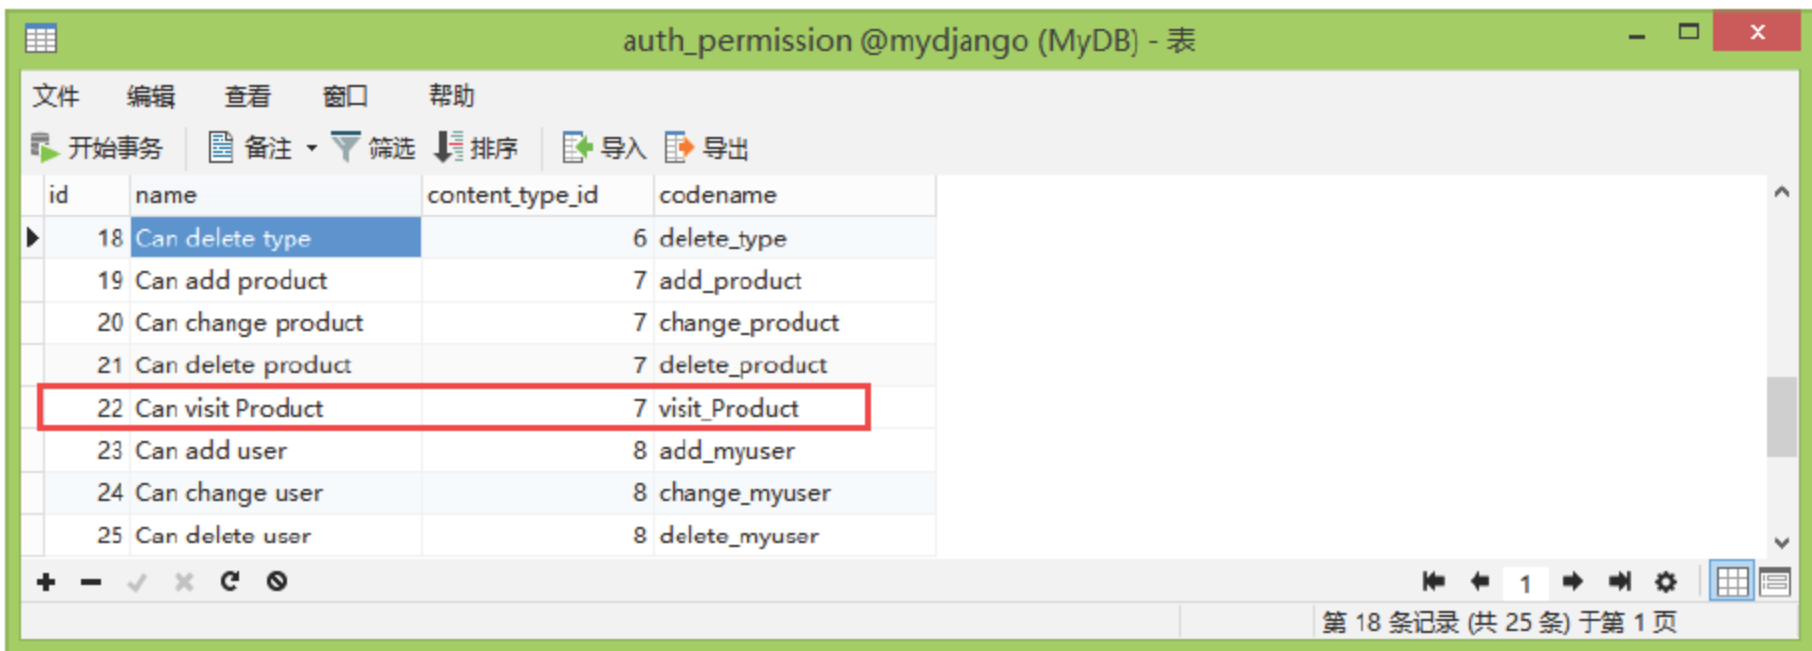 auth_permission @mydjango (MyDB) - 表
文件 编辑 查看 窗口 帮助
开始事务 备注 筛选 排序 导入 导出
id name content_type_id codename
18 Can delete type 6 delete_type
19 Can add product 7 add_product
20 Can change product 7 change_product
21 Can delete product 7 delete_product
22 Can visit Product 7 visit_Product
23 Can add user 8 add_myuser
24 Can change user 8 change_myuser
25 Can delete user 8 delete_myuser
1
第 18 条记录 (共 25 条) 于第 1 页